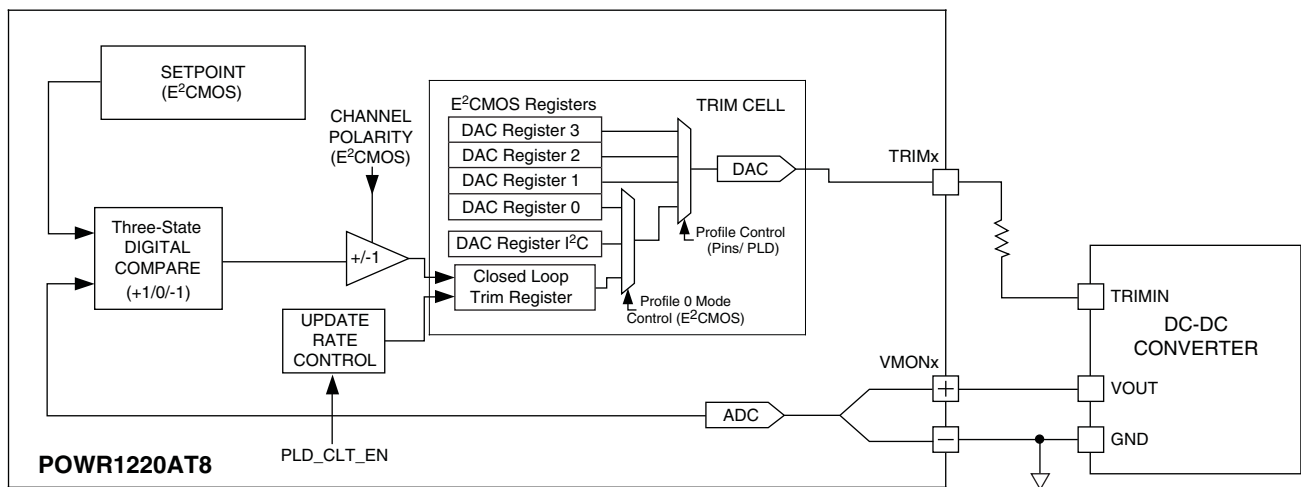 SETPOINT
(E²CMOS)
CHANNEL
POLARITY
(E²CMOS)
E²CMOS Registers
TRIM CELL
DAC Register 3
DAC Register 2
DAC Register 1
DAC Register 0
DAC Register I²C
Closed Loop
Trim Register
DAC
Profile Control
(Pins/ PLD)
Profile 0 Mode
Control (E²CMOS)
Three-State
DIGITAL
COMPARE
(+1/0/-1)
+/-1
UPDATE
RATE
CONTROL
PLD_CLT_EN
ADC
TRIMx
VMONx
+
−
TRIMIN
DC-DC
CONVERTER
VOUT
GND
POWR1220AT8